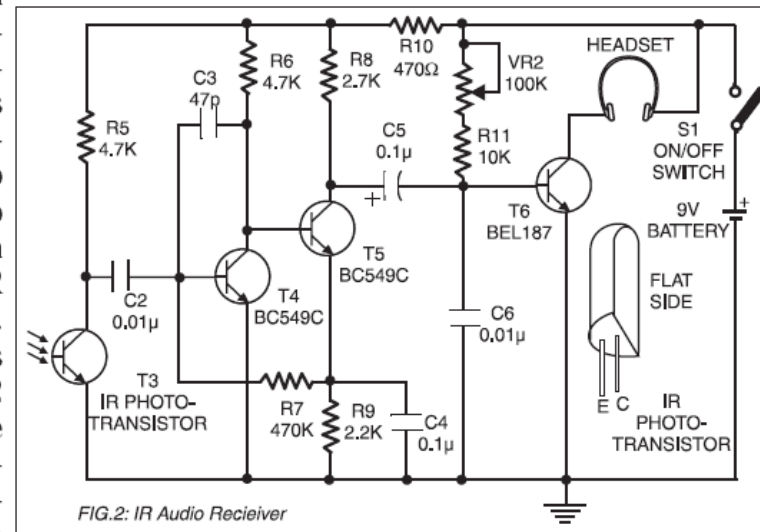 R10
470Ω
VR2
100K
HEADSET
R6
4.7K
R8
2.7K
C3
47p
R5
4.7K
C5
0.1µ
+
R11
10K
S1
ON/OFF
SWITCH
T6
BEL187
9V
BATTERY
+
C2
0.01µ
T4
BC549C
T5
BC549C
C6
0.01µ
FLAT
SIDE
T3
IR PHOTO-
TRANSISTOR
R7
470K
R9
2.2K
C4
0.1µ
E C
IR
PHOTO-
TRANSISTOR
FIG.2: IR Audio Recieiver